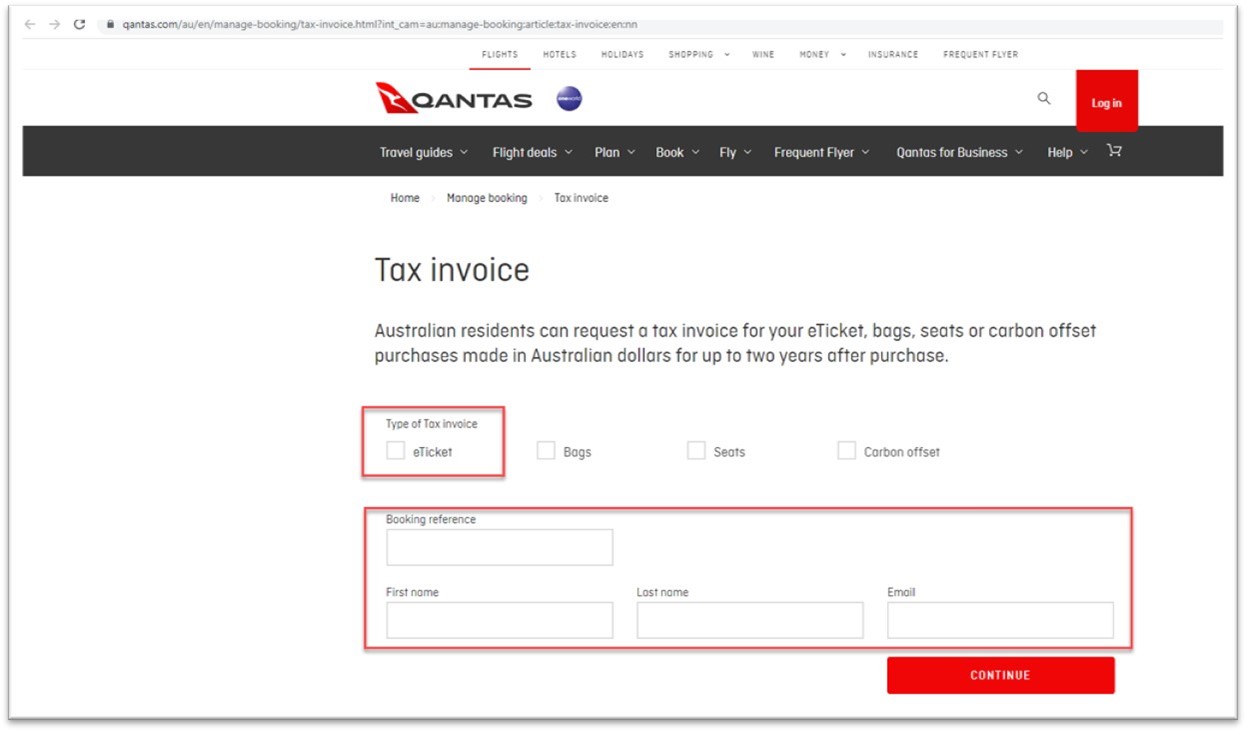 qantas.com/au/en/manage-booking/tax-invoice.html?int_cam=au:manage-booking:article:tax-invoice:en:nn
FLIGHTS HOTELS HOLIDAYS SHOPPING WINE MONEY INSURANCE FREQUENT FLYER
QANTAS
Log in
Travel guides Flight deals Plan Book Fly Frequent Flyer Qantas for Business Help
Home Manage booking Tax invoice
Tax invoice
Australian residents can request a tax invoice for your eTicket, bags, seats or carbon offset
purchases made in Australian dollars for up to two years after purchase.
Type of Tax invoice
eTicket Bags Seats Carbon offset
Booking reference
First name Last name Email
CONTINUE